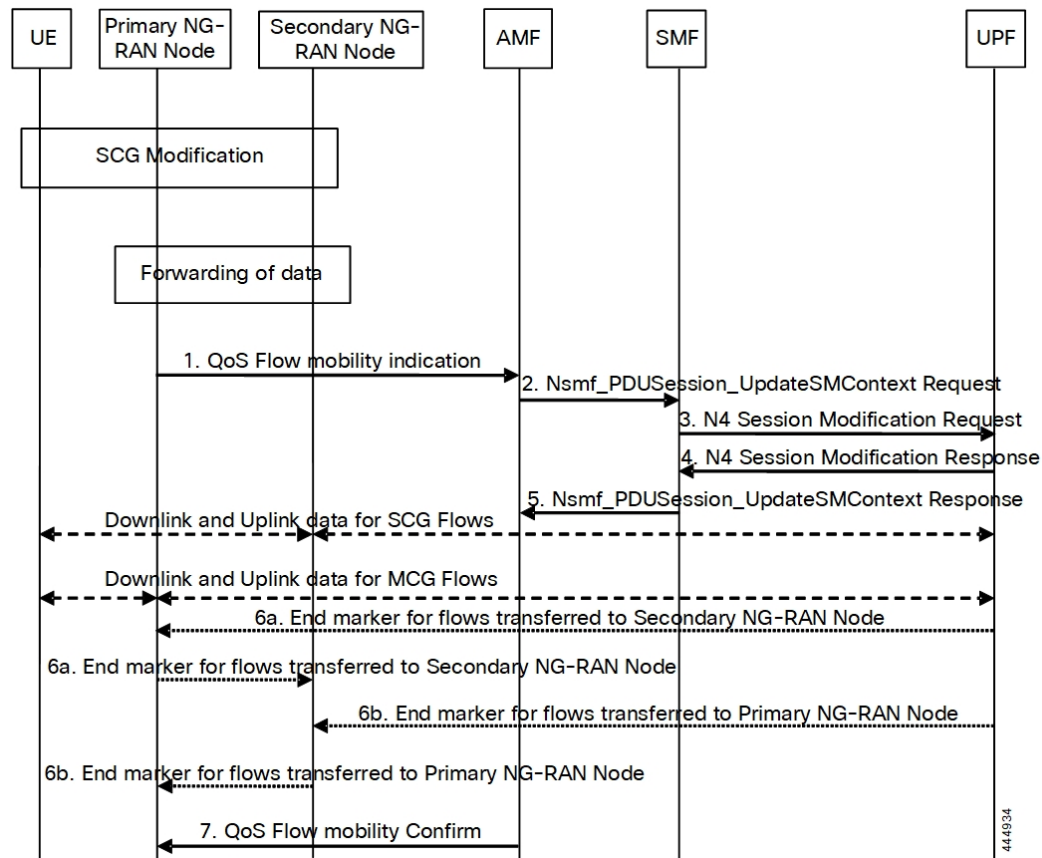 UE
Primary NG-
RAN Node
Secondary NG-
RAN Node
AMF
SMF
UPF
SCG Modification
Forwarding of data
1. QoS Flow mobility indication
2. Nsmf_PDUSession_UpdateSMContext Request
3. N4 Session Modification Request
4. N4 Session Modification Response
5. Nsmf_PDUSession_UpdateSMContext Response
Downlink and Uplink data for SCG Flows
Downlink and Uplink data for MCG Flows
6a. End marker for flows transferred to Secondary NG-RAN Node
6a. End marker for flows transferred to Secondary NG-RAN Node
6b. End marker for flows transferred to Primary NG-RAN Node
6b. End marker for flows transferred to Primary NG-RAN Node
7. QoS Flow mobility Confirm
444934